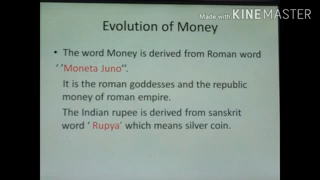 Made with KINEMASTER
Evolution of Money
• The word Money is derived from Roman word
‘ ‘Moneta Juno“.
It is the roman goddesses and the republic
money of roman empire.
The Indian rupee is derived from sanskrit
word ‘ Rupya’ which means silver coin.